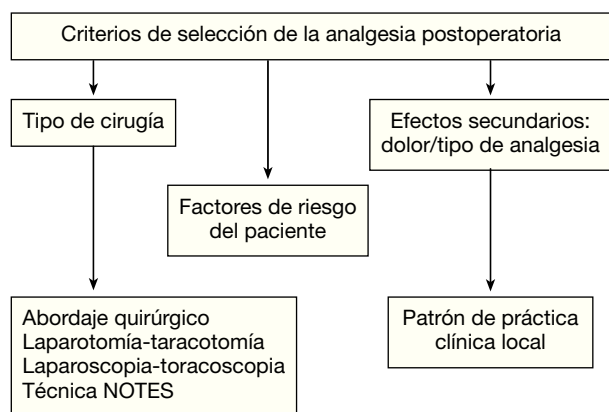 Criterios de selección de la analgesia postoperatoria
Tipo de cirugía
Efectos secundarios:
dolor/tipo de analgesia
Factores de riesgo
del paciente
Abordaje quirúrgico
Laparotomía-taracotomía
Laparoscopia-toracoscopia
Técnica NOTES
Patrón de práctica
clínica local